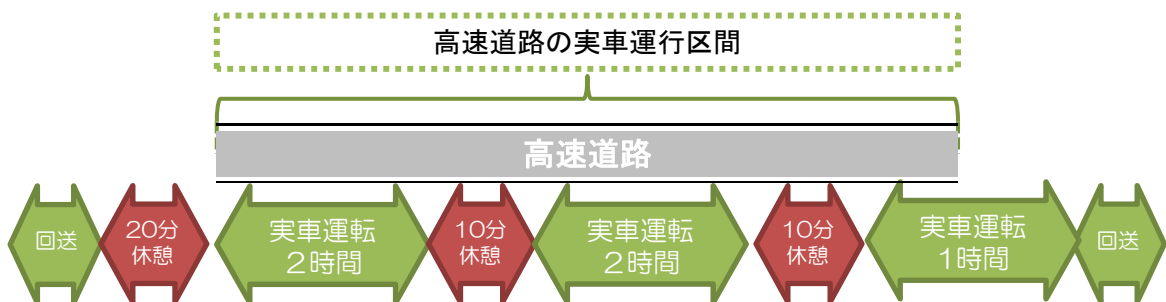 高速道路の実車運行区間
高速道路
回送
20分
休憩
実車運転
２時間
10分
休憩
実車運転
２時間
10分
休憩
実車運転
１時間
回送